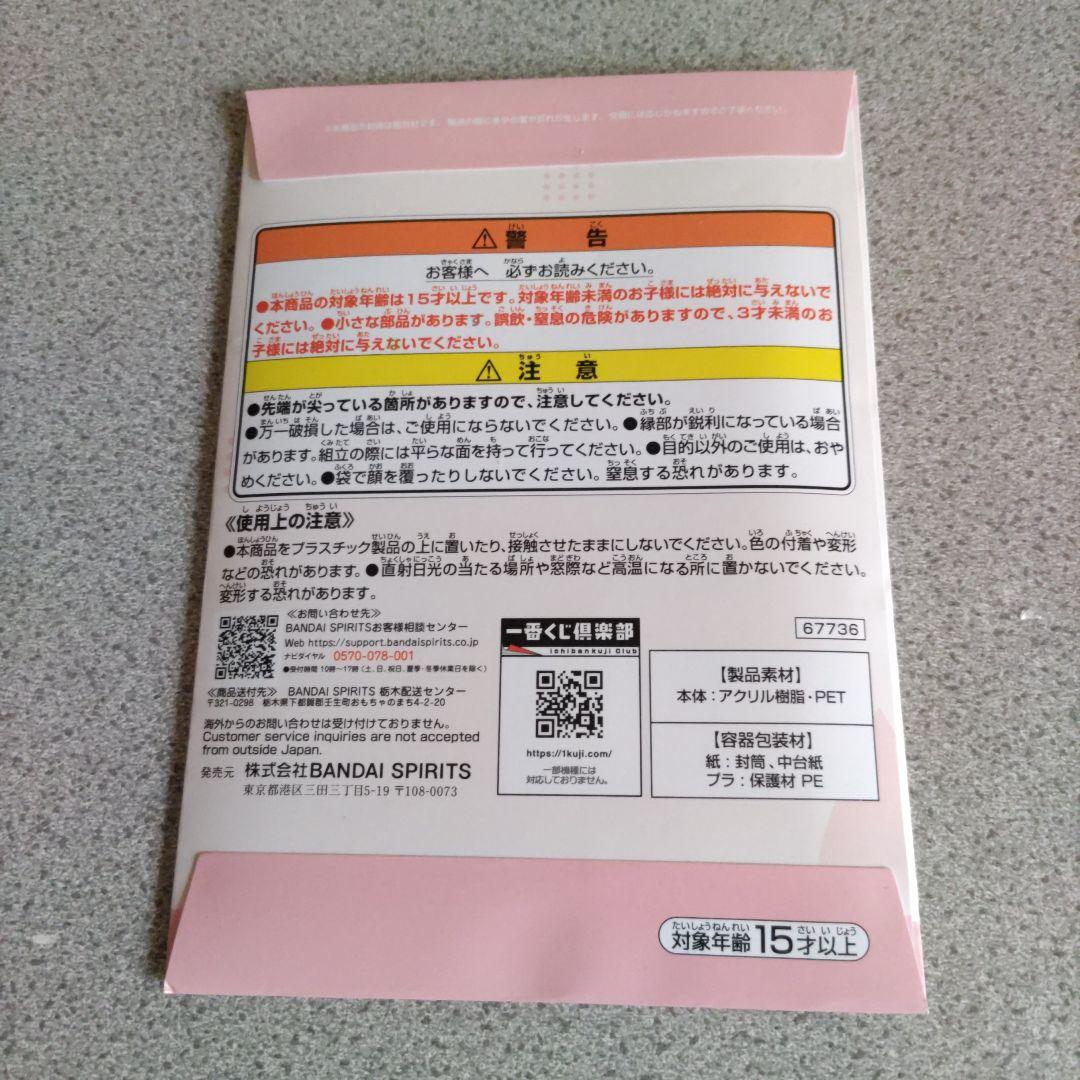 ⚠警告
お客様へ 必ずお読みください。
●本商品の対象年齢は15才以上です。対象年齢未満のお子様には絶対に与えないで
ください。●小さな部品があります。誤飲・窒息の危険がありますので、3才未満のお
子様には絶対に与えないでください。
⚠注意
●先端が尖っている箇所がありますので、注意してください。
●万一破損した場合は、ご使用にならないでください。●縁部が鋭利になっている場合
があります。組立の際には平らな面を持って行ってください。●目的以外のご使用は、おや
めください。●袋で顔を覆ったりしないでください。窒息する恐れがあります。
《使用上の注意》
●本商品をプラスチック製品の上に置いたり、接触させたままにしないでください。色の付着や変形
などの恐れがあります。●直射日光の当たる場所や窓際など高温になる所に置かないでください。
変形する恐れがあります。
≪お問い合わせ先≫
BANDAI SPIRITSお客様相談センター
Web https://support.bandaispirits.co.jp
ナビダイヤル 0570-078-001
●受付時間 10時〜17時(土、日、祝日、夏季・冬季休業日を除く)
≪商品送付先≫ BANDAI SPIRITS 栃木配送センター
〒321-0298 栃木県下都賀郡壬生町おもちゃのまち4-2-20
海外からのお問い合わせは受け付けておりません。
Customer service inquiries are not accepted
from outside Japan.
発売元 株式会社BANDAI SPIRITS
東京都港区三田三丁目5-19 〒108-0073
一番くじ倶楽部
ichibankuji Club
https://1kuji.com/
一部機種には
対応しておりません。
67736
【製品素材】
本体：アクリル樹脂・PET
【容器包装材】
紙：封筒、中台紙
プラ：保護材 PE
対象年齢15才以上